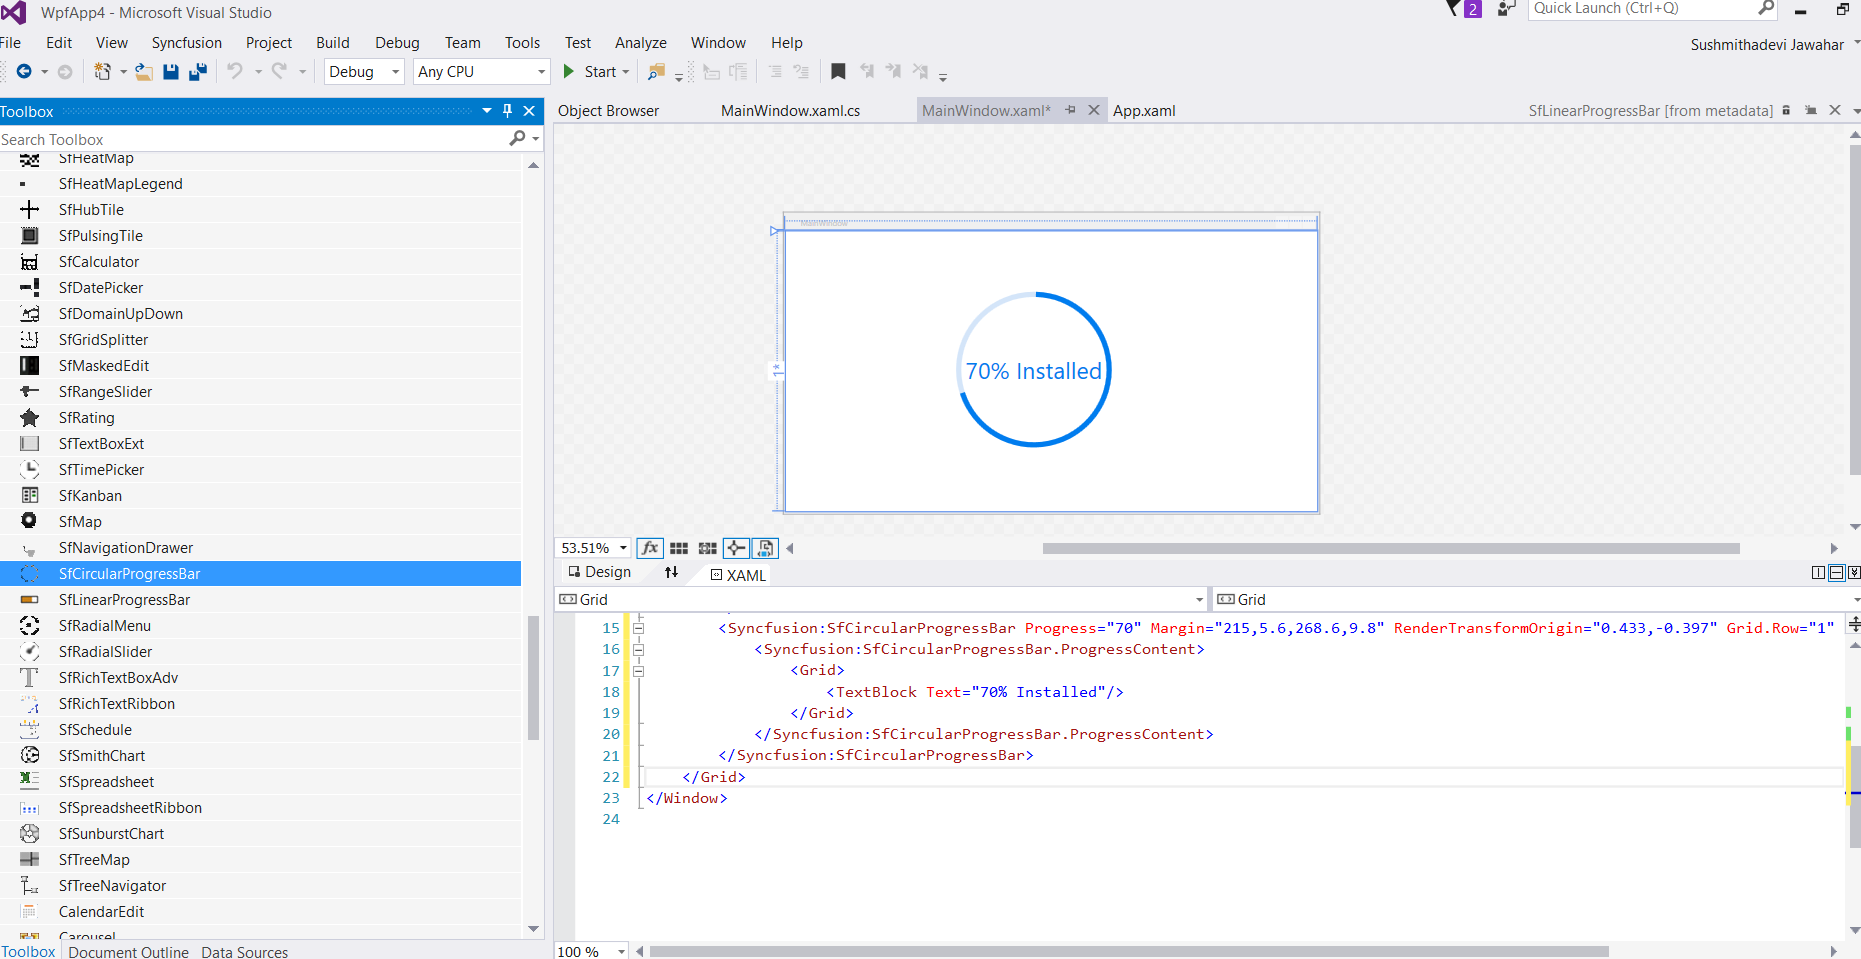 WpfApp4 - Microsoft Visual Studio
2
Quick Launch (Ctrl+Q)
File Edit View Syncfusion Project Build Debug Team Tools Test Analyze Window Help
Sushmithadevi Jawahar
Debug Any CPU Start
Toolbox
Search Toolbox
SfHeatMap
SfHeatMapLegend
SfHubTile
SfPulsingTile
SfCalculator
SfDatePicker
SfDomainUpDown
SfGridSplitter
SfMaskedEdit
SfRangeSlider
SfRating
SfTextBoxExt
SfTimePicker
SfKanban
SfMap
SfNavigationDrawer
SfCircularProgressBar
SfLinearProgressBar
SfRadialMenu
SfRadialSlider
SfRichTextBoxAdv
SfRichTextRibbon
SfSchedule
SfSmithChart
SfSpreadsheet
SfSpreadsheetRibbon
SfSunburstChart
SfTreeMap
SfTreeNavigator
CalendarEdit
Carousel
Toolbox Document Outline Data Sources
Object Browser MainWindow.xaml.cs MainWindow.xaml* App.xaml SfLinearProgressBar [from metadata]
MainWindow
1*
70% Installed
53.51% fx
Design XAML
Grid Grid
15 <Syncfusion:SfCircularProgressBar Progress="70" Margin="215,5.6,268.6,9.8" RenderTransformOrigin="0.433,-0.397" Grid.Row="1"
16 <Syncfusion:SfCircularProgressBar.ProgressContent>
17 <Grid>
18 <TextBlock Text="70% Installed"/>
19 </Grid>
20 </Syncfusion:SfCircularProgressBar.ProgressContent>
21 </Syncfusion:SfCircularProgressBar>
22 </Grid>
23 </Window>
24
100 %